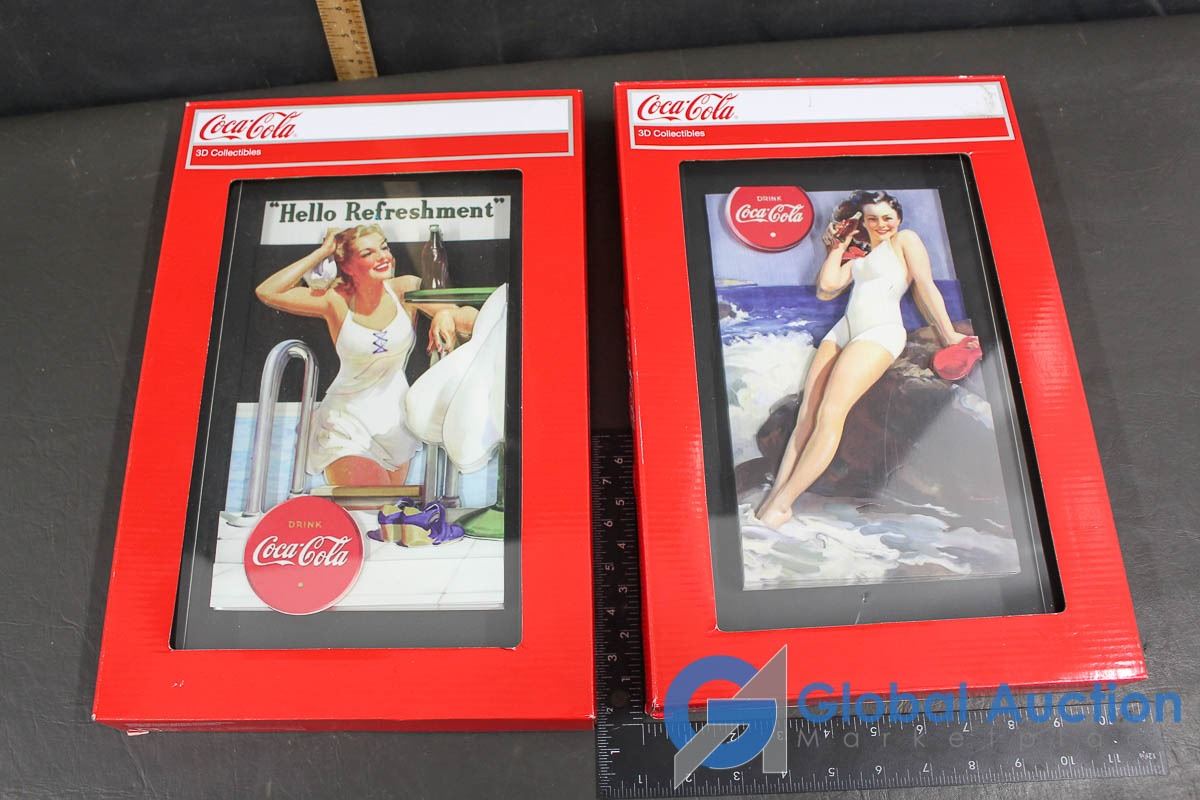 Coca-Cola
3D Collectibles
"Hello Refreshment"
DRINK
Coca-Cola
Coca-Cola
3D Collectibles
DRINK
Coca-Cola
Global Auction
Marketplace